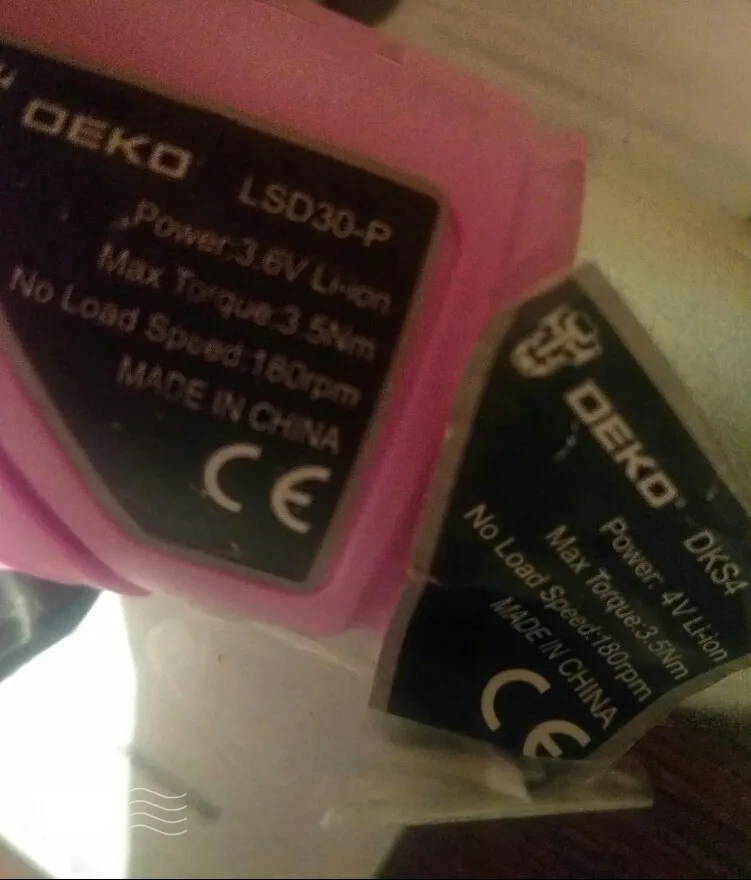 DEKO LSD30-P
Power:3.6V Li-ion
Max Torque:3.5Nm
No Load Speed:180rpm
MADE IN CHINA
CE
DEKO® DKS4
Power: 4V Li-ion
Max Torque:3.5Nm
No Load Speed:180rpm
MADE IN CHINA
CE